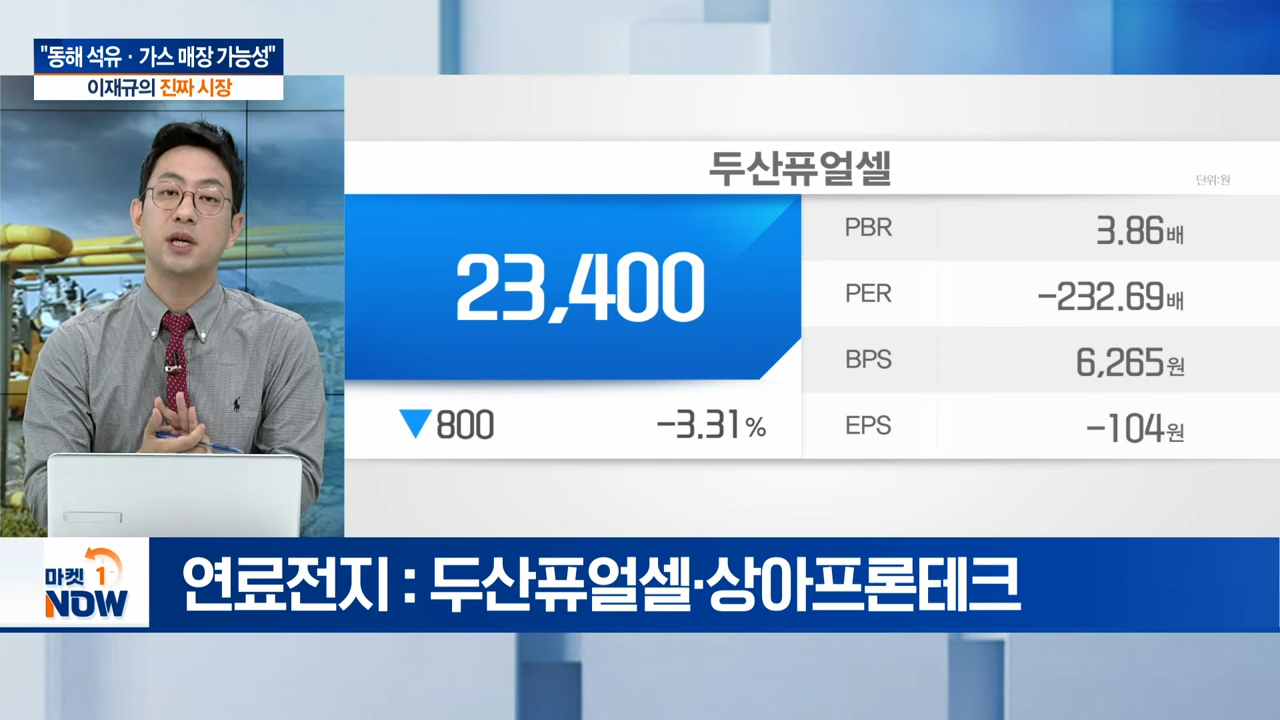 "동해 석유 · 가스 매장 가능성"
이재규의 진짜 시장
두산퓨얼셀
단위:원
23,400
▼800 -3.31%
PBR 3.86배
PER -232.69배
BPS 6,265원
EPS -104원
마켓 1
NOW
연료전지 : 두산퓨얼셀·상아프론테크